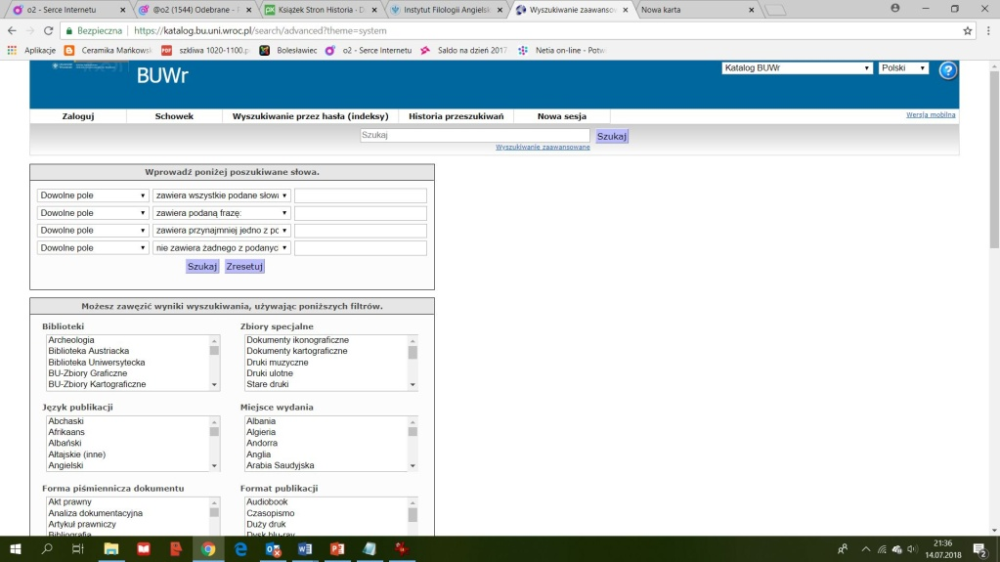 o2 - Serce Internetu
@o2 (1544) Odebrane -
Książek Stron Historia · D
Instytut Filologii Angielsk
Wyszukiwanie zaawansow
Nowa karta
Bezpieczna | https://katalog.bu.uni.wroc.pl/search/advanced?theme=system
Aplikacje
Ceramika Mańkowsk
szkliwa 1020-1100.p
Bolesławiec
o2 - Serce Internetu
Saldo na dzień 2017
Netia on-line - Potw
BUWr
Katalog BUWr
Polski
?
Zaloguj
Schowek
Wyszukiwanie przez hasła (indeksy)
Historia przeszukiwań
Nowa sesja
Wersja mobilna
Szukaj
Szukaj
Wyszukiwanie zaawansowane
Wprowadź poniżej poszukiwane słowa.
Dowolne pole zawiera wszystkie podane słow
Dowolne pole zawiera podaną frazę:
Dowolne pole zawiera przynajmniej jedno z po
Dowolne pole nie zawiera żadnego z podanyc
Szukaj Zresetuj
Możesz zawęzić wyniki wyszukiwania, używając poniższych filtrów.
Biblioteki
Archeologia
Biblioteka Austriacka
Biblioteka Uniwersytecka
BU-Zbiory Graficzne
BU-Zbiory Kartograficzne
Zbiory specjalne
Dokumenty ikonograficzne
Dokumenty kartograficzne
Druki muzyczne
Druki ulotne
Stare druki
Język publikacji
Abchaski
Afrikaans
Albański
Ałtajskie (inne)
Angielski
Miejsce wydania
Albania
Algieria
Andorra
Anglia
Arabia Saudyjska
Forma piśmiennicza dokumentu
Akt prawny
Analiza dokumentacyjna
Artykuł prawniczy
Bibliografia
Format publikacji
Audiobook
Czasopismo
Duży druk
Dysk blu-ray
21:36
14.07.2018
2